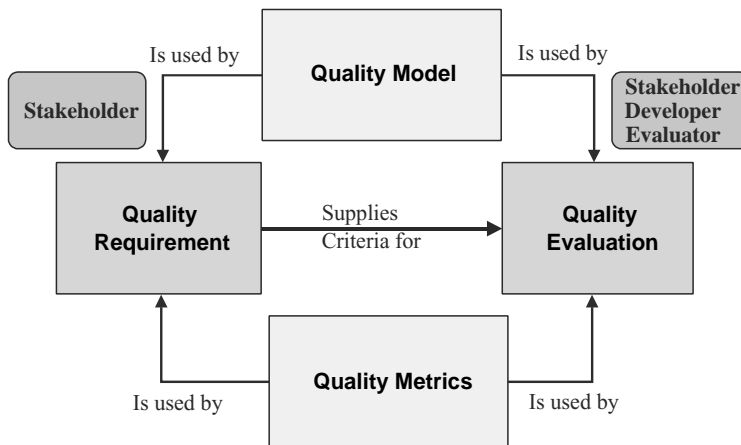 Is used by
Quality Model
Is used by
Stakeholder
Stakeholder
Developer
Evaluator
Quality
Requirement
Supplies
Criteria for
Quality
Evaluation
Quality Metrics
Is used by
Is used by